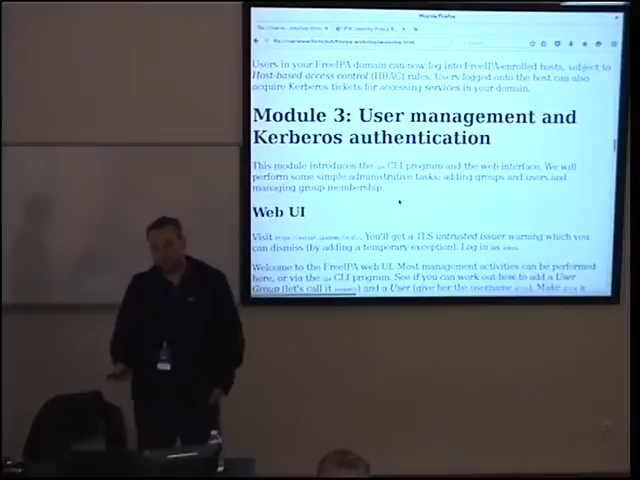 Mozilla Firefox
Users in your FreeIPA domain can now log into FreeIPA-enrolled hosts, subject to
Host-based access control (HBAC) rules. Users logged onto the host can also
acquire Kerberos tickets for accessing services in your domain.
Module 3: User management and
Kerberos authentication
This module introduces the ipa CLI program and the web interface. We will
perform some simple administrative tasks: adding groups and users and
managing group membership.
Web UI
Visit You'll get a TLS untrusted issuer warning which you
can dismiss (by adding a temporary exception). Log in as
Welcome to the FreeIPA web UI. Most management activities can be performed
here, or via the ipa CLI program. See if you can work out how to add a User
Group (let's call it ) and a User (give her the username ). Make a